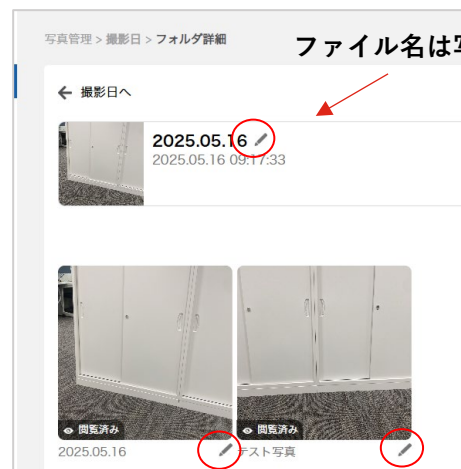 写真管理 > 撮影日 > フォルダ詳細
ファイル名は写
← 撮影日へ
2025.05.16
2025.05.16 09:17:33
閲覧済み
閲覧済み
2025.05.16
テスト写真